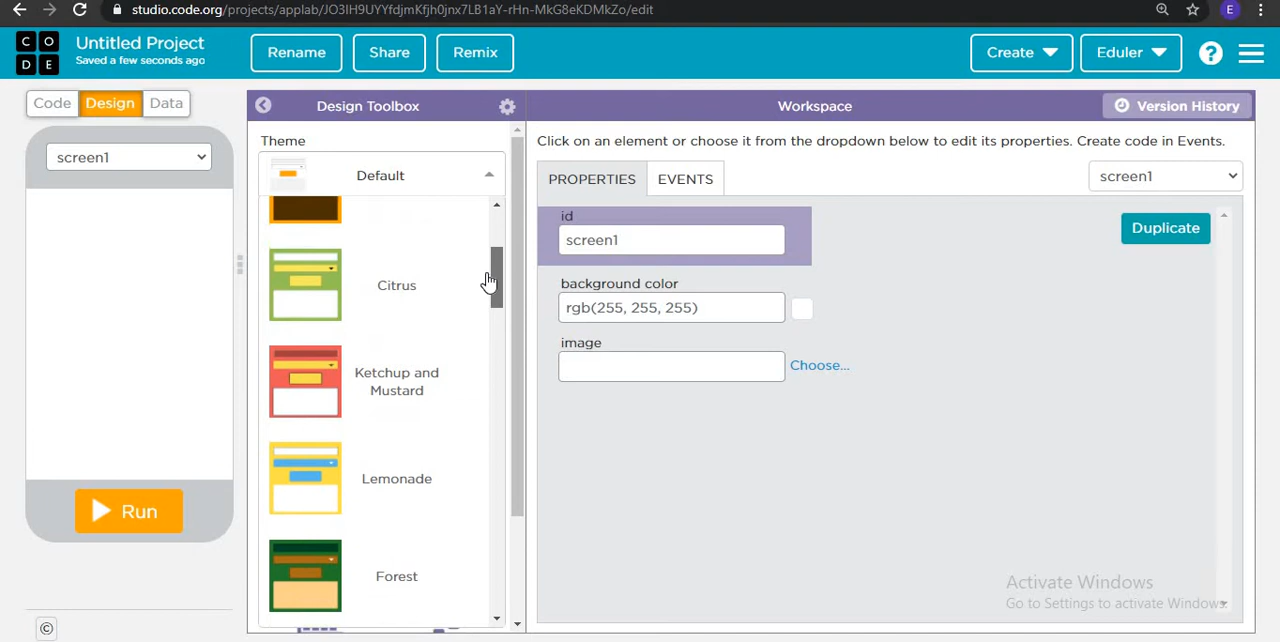 studio.code.org/projects/applab/JO3IH9UYYfdjmKfjh0jnx7LB1aY-rHn-MkG8eKDMkZo/edit
E
C O
D E
Untitled Project
Saved a few seconds ago
Rename
Share
Remix
Create
Eduler
?
Code
Design
Data
Design Toolbox
Workspace
Version History
screen1
Theme
Default
Citrus
Ketchup and
Mustard
Lemonade
Forest
Click on an element or choose it from the dropdown below to edit its properties. Create code in Events.
PROPERTIES
EVENTS
screen1
id
screen1
Duplicate
background color
rgb(255, 255, 255)
image
Choose...
Run
Activate Windows
Go to Settings to activate Windows.
©